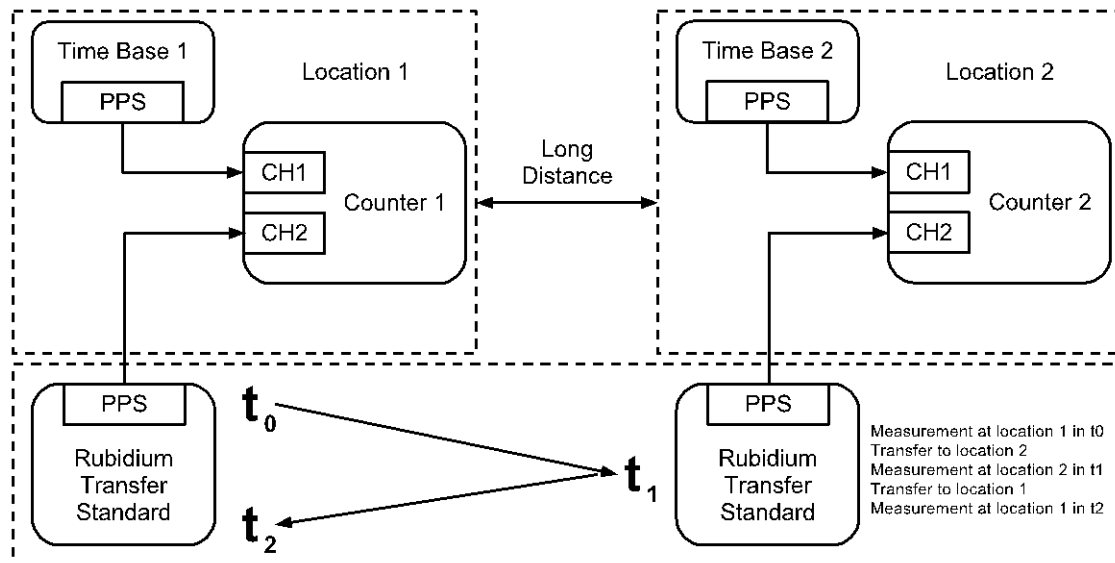 Time Base 1
PPS
Location 1
CH1
Counter 1
CH2
Long
Distance
Time Base 2
PPS
Location 2
CH1
Counter 2
CH2
PPS
Rubidium
Transfer
Standard
t0
t1
t2
PPS
Rubidium
Transfer
Standard
Measurement at location 1 in t0
Transfer to location 2
Measurement at location 2 in t1
Transfer to location 1
Measurement at location 1 in t2